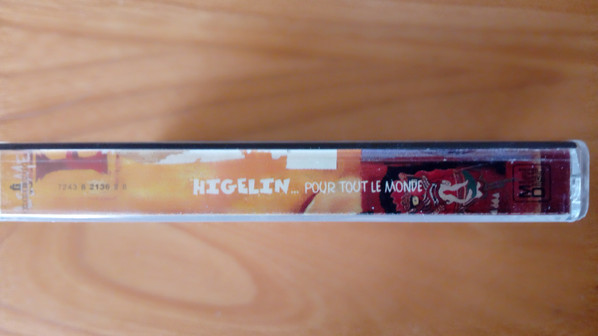 HIGELIN... POUR TOUT LE MONDE